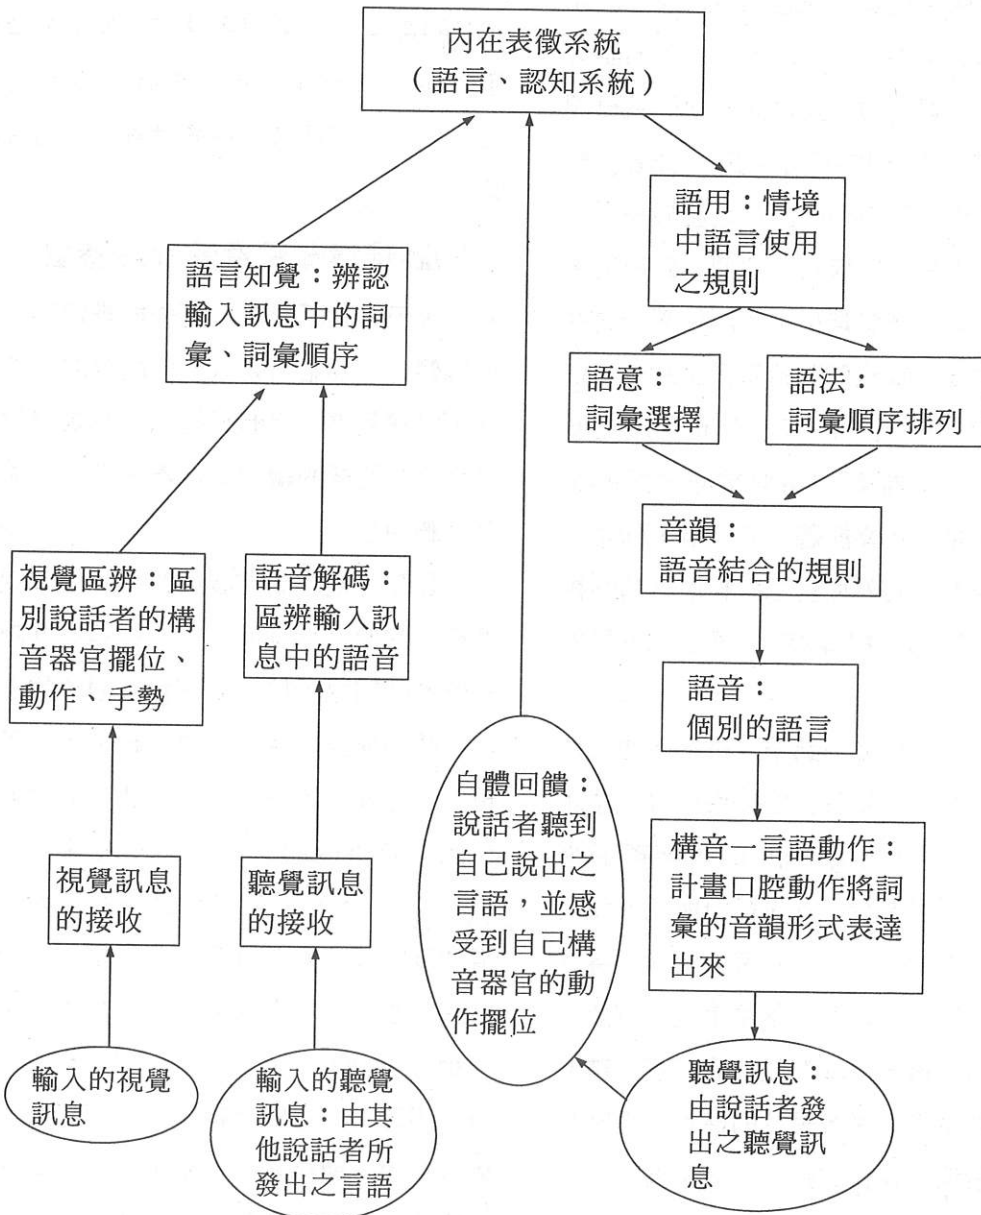 內在表徵系統
(語言、認知系統)
語用：情境
中語言使用
之規則
語言知覺：辨認
輸入訊息中的詞
彙、詞彙順序
語意：
詞彙選擇
語法：
詞彙順序排列
音韻：
語音結合的規則
視覺區辨：區
別說話者的構
音器官擺位、
動作、手勢
語音解碼：
區辨輸入訊
息中的語音
語音：
個別的語言
自體回饋：
說話者聽到
自己說出之
言語，並感
受到自己構
音器官的動
作擺位
構音一言語動作：
計畫口腔動作將詞
彙的音韻形式表達
出來
視覺訊息
的接收
聽覺訊息
的接收
輸入的視覺
訊息
輸入的聽覺
訊息：由其
他說話者所
發出之言語
聽覺訊息：
由說話者發
出之聽覺訊
息